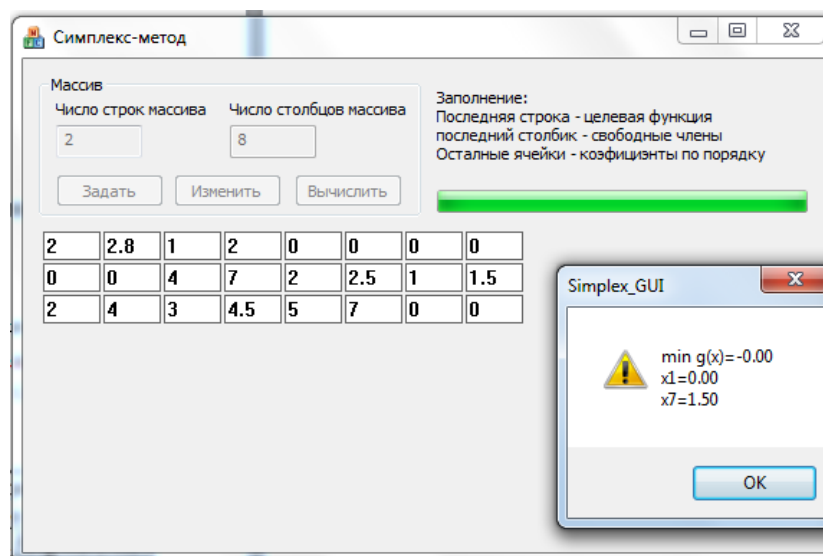 Симплекс-метод
Массив
Число строк массива
Число столбцов массива
2
8
Задать
Изменить
Вычислить
Заполнение:
Последняя строка - целевая функция
последний столбик - свободные члены
Осталные ячейки - коэфициэнты по порядку
2 2.8 1 2 0 0 0 0
0 0 4 7 2 2.5 1 1.5
2 4 3 4.5 5 7 0 0
Simplex_GUI
min g(x)=-0.00
x1=0.00
x7=1.50
OK